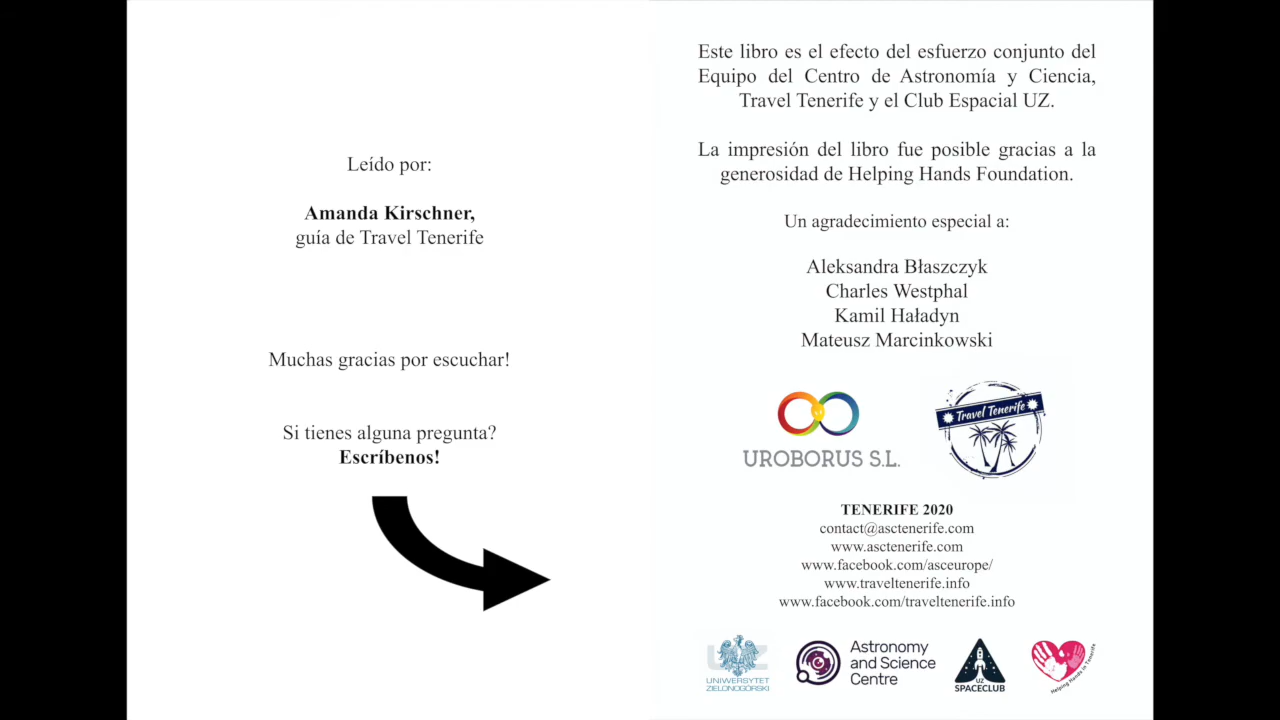 Leído por:
Amanda Kirschner,
guía de Travel Tenerife
Muchas gracias por escuchar!
Si tienes alguna pregunta?
Escríbenos!
Este libro es el efecto del esfuerzo conjunto del
Equipo del Centro de Astronomía y Ciencia,
Travel Tenerife y el Club Espacial UZ.
La impresión del libro fue posible gracias a la
generosidad de Helping Hands Foundation.
Un agradecimiento especial a:
Aleksandra Błaszczyk
Charles Westphal
Kamil Haładyn
Mateusz Marcinkowski
UROBORUS S.L.
Travel Tenerife
TENERIFE 2020
contact@asctenerife.com
www.asctenerife.com
www.facebook.com/asceurope/
www.traveltenerife.info
www.facebook.com/traveltenerife.info
UZ
UNIWERSYTET
ZIELONOGÓRSKI
Astronomy
and Science
Centre
UZ
SPACECLUB
Helping Hands in Tenerife